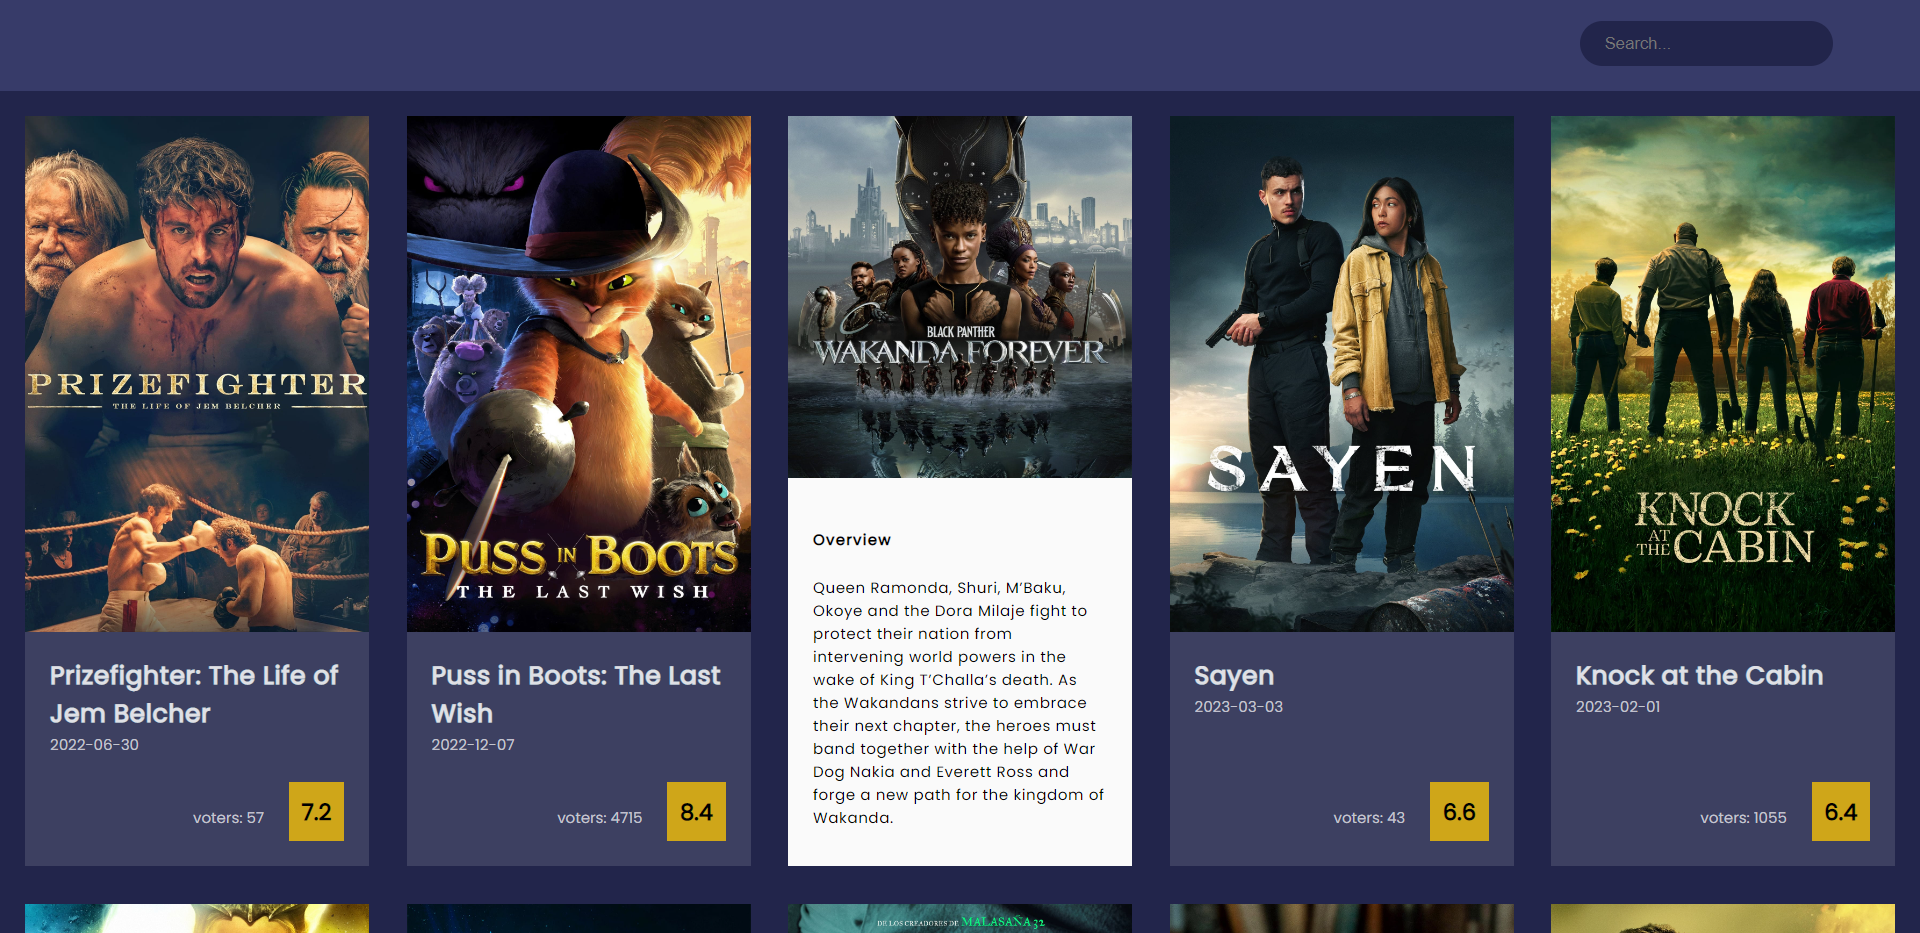 Search...
PRIZEFIGHTER
THE LIFE OF JEM BELCHER
Prizefighter: The Life of
Jem Belcher
2022-06-30
voters: 57
7.2
PUSS IN BOOTS
THE LAST WISH
Puss in Boots: The Last
Wish
2022-12-07
voters: 4715
8.4
BLACK PANTHER
WAKANDA FOREVER
Overview
Queen Ramonda, Shuri, M’Baku,
Okoye and the Dora Milaje fight to
protect their nation from
intervening world powers in the
wake of King T’Challa’s death. As
the Wakandans strive to embrace
their next chapter, the heroes must
band together with the help of War
Dog Nakia and Everett Ross and
forge a new path for the kingdom of
Wakanda.
SAYEN
Sayen
2023-03-03
voters: 43
6.6
KNOCK
AT
THE CABIN
Knock at the Cabin
2023-02-01
voters: 1055
6.4
DE LOS CREADORES DE MALASAÑA 32